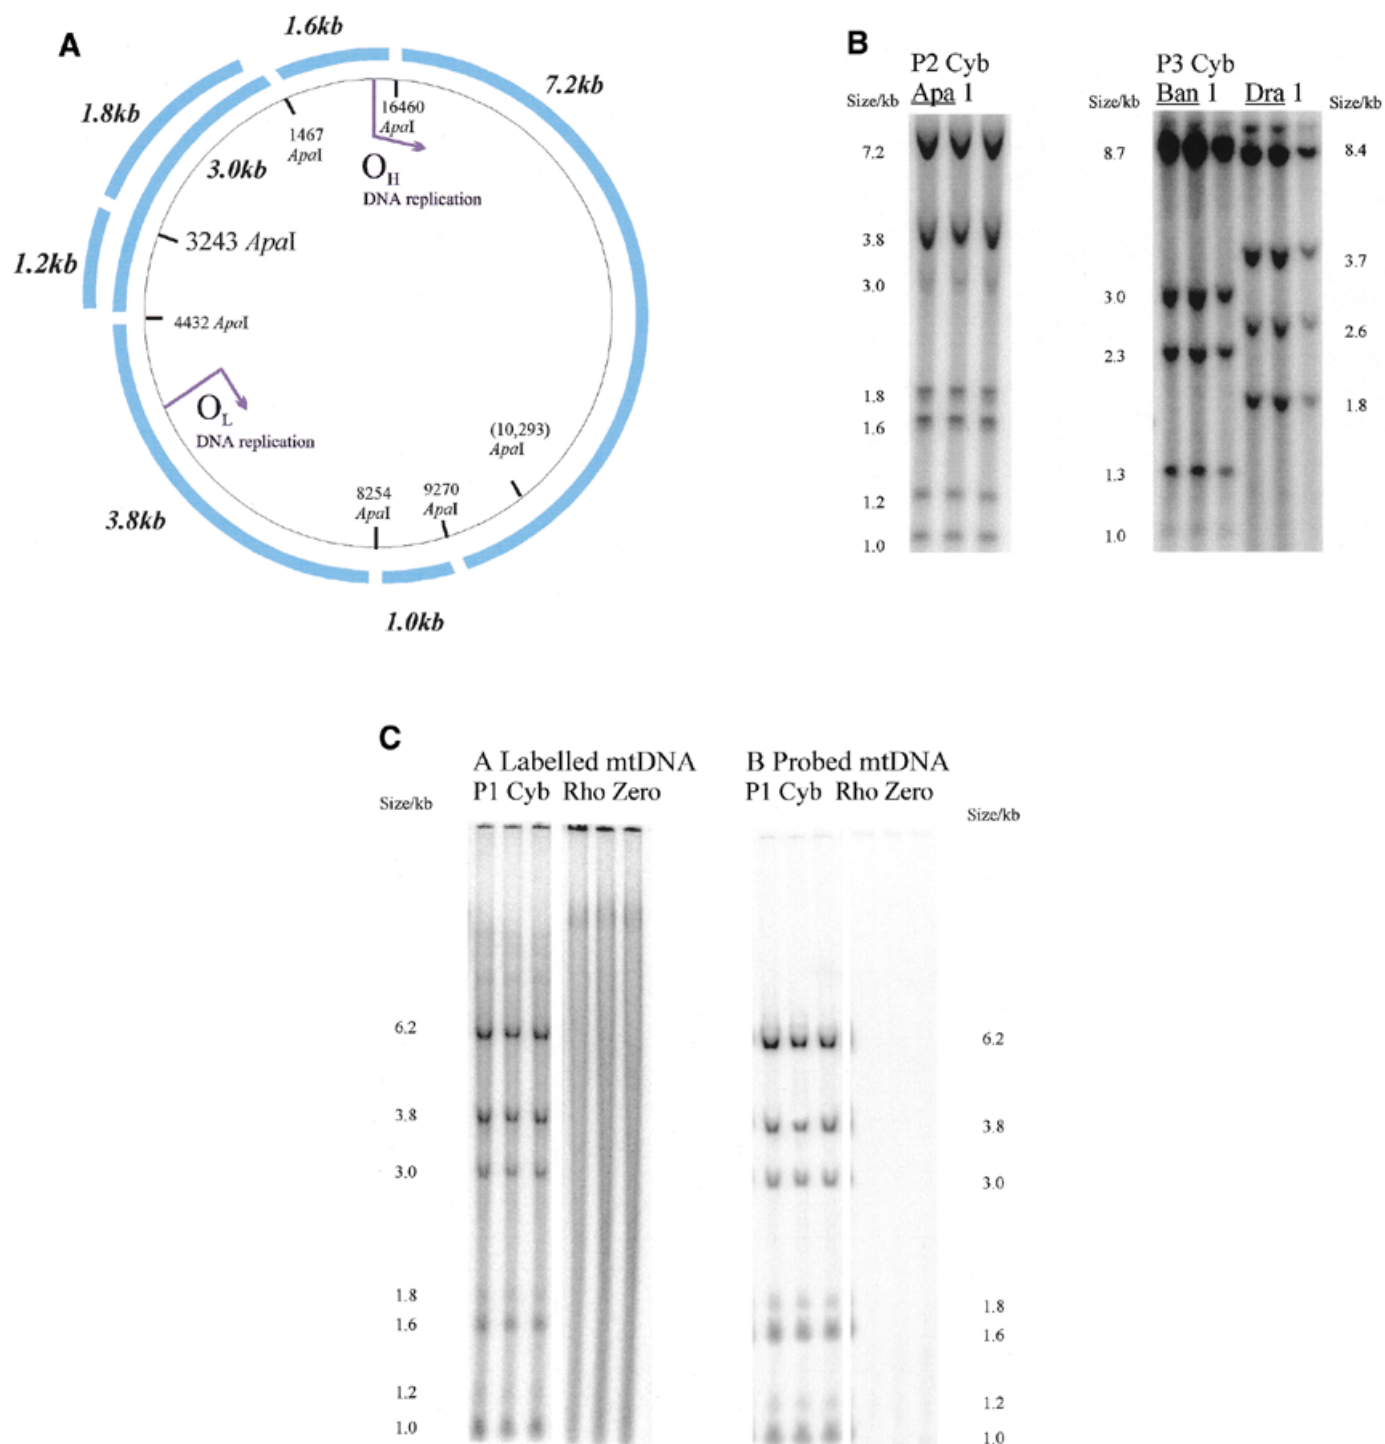 A
1.6kb
7.2kb
1.8kb
16460
ApaI
1467
ApaI
3.0kb
OH
DNA replication
3243 ApaI
1.2kb
4432 ApaI
OL
DNA replication
(10,293)
ApaI
8254
ApaI
9270
ApaI
3.8kb
1.0kb
B
P2 Cyb
Apa 1
Size/kb
7.2
3.8
3.0
1.8
1.6
1.2
1.0
P3 Cyb
Ban 1 Dra 1
Size/kb
8.7
3.0
2.3
1.3
1.0
Size/kb
8.4
3.7
2.6
1.8
C
A Labelled mtDNA
P1 Cyb Rho Zero
Size/kb
6.2
3.8
3.0
1.8
1.6
1.2
1.0
B Probed mtDNA
P1 Cyb Rho Zero
Size/kb
6.2
3.8
3.0
1.8
1.6
1.2
1.0